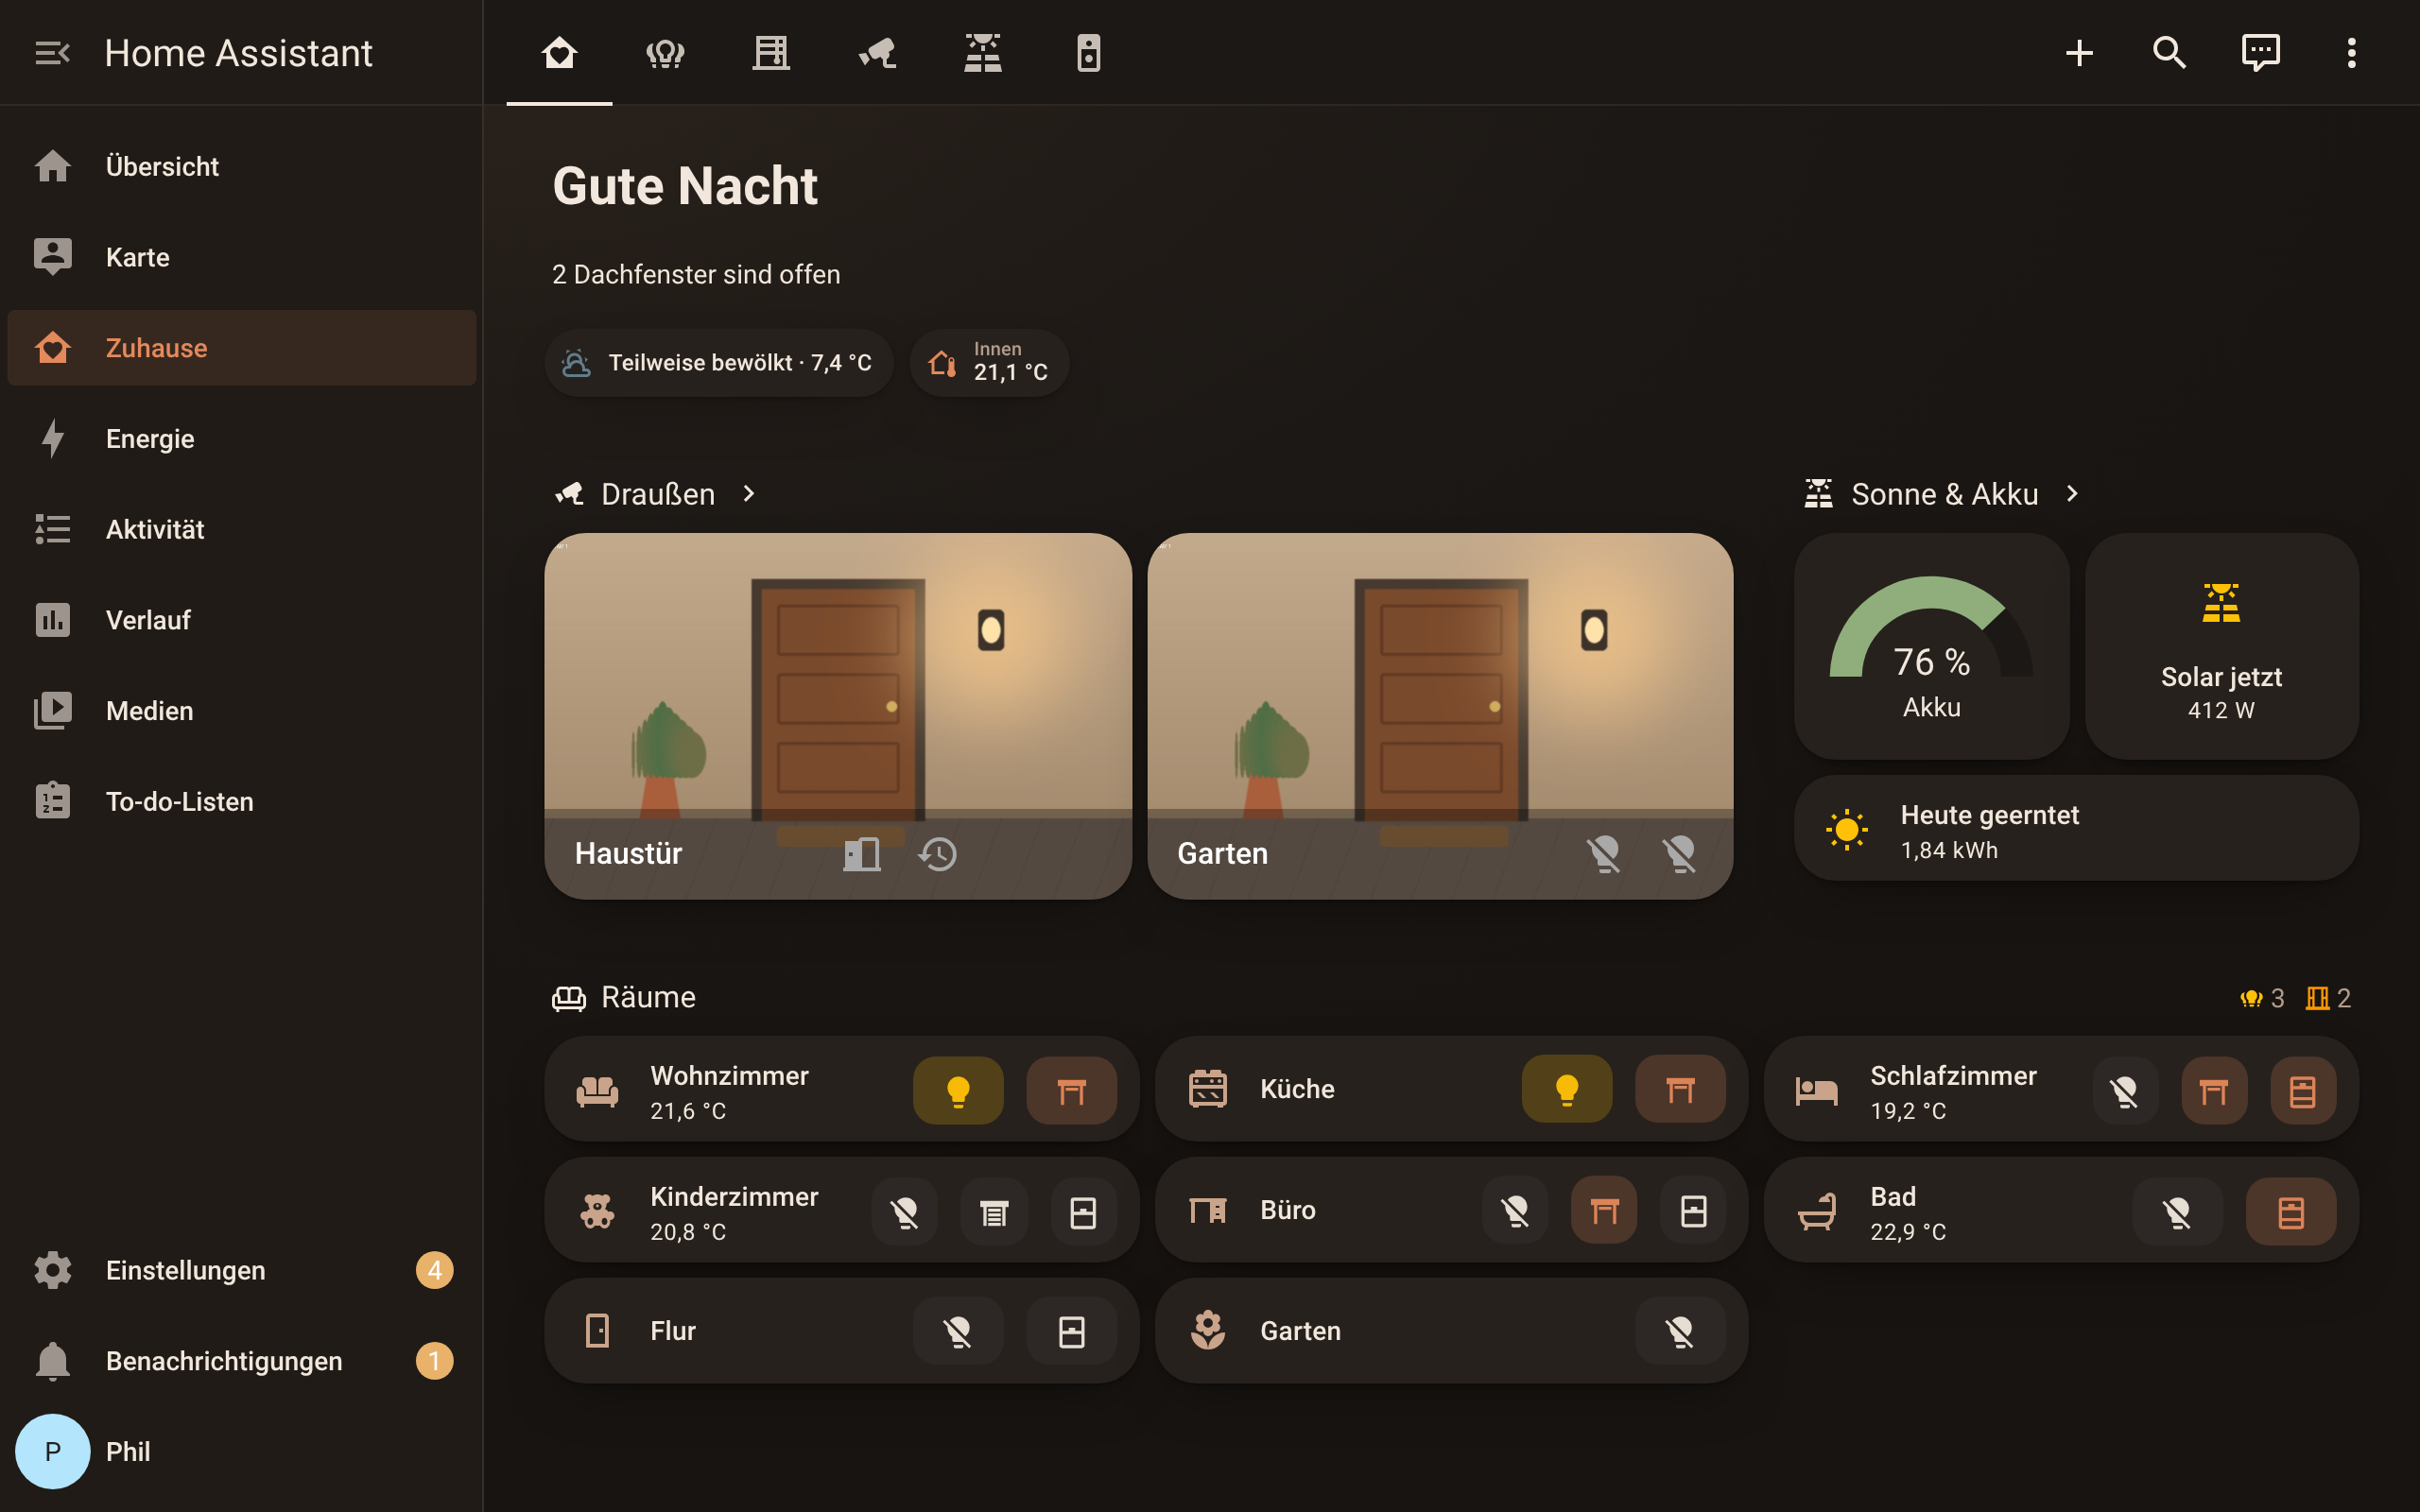 Home Assistant
Übersicht
Karte
Zuhause
Energie
Aktivität
Verlauf
Medien
To-do-Listen
Einstellungen 4
Benachrichtigungen 1
P Phil
Gute Nacht
2 Dachfenster sind offen
Teilweise bewölkt · 7,4 °C
Innen
21,1 °C
Draußen
Haustür
Garten
Sonne & Akku
76 %
Akku
Solar jetzt
412 W
Heute geerntet
1,84 kWh
Räume
3 2
Wohnzimmer
21,6 °C
Küche
Schlafzimmer
19,2 °C
Kinderzimmer
20,8 °C
Büro
Bad
22,9 °C
Flur
Garten